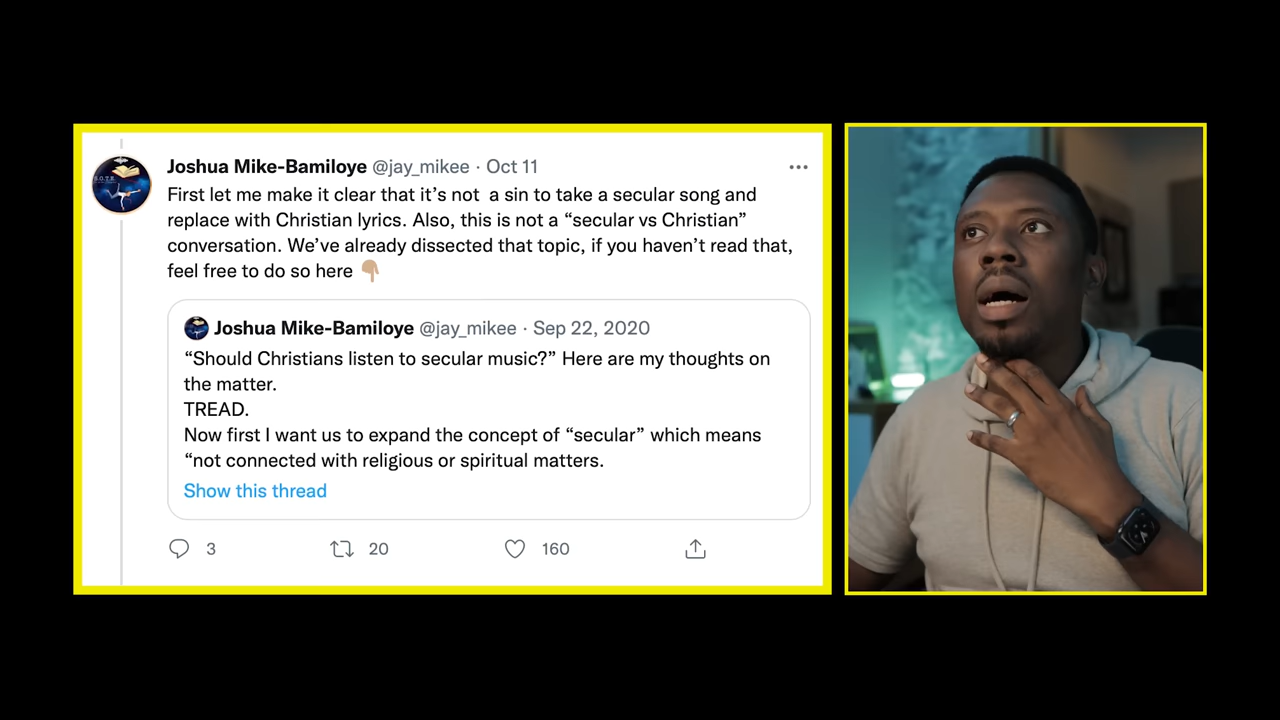 Joshua Mike-Bamiloye @jay_mikee · Oct 11
First let me make it clear that it’s not  a sin to take a secular song and
replace with Christian lyrics. Also, this is not a “secular vs Christian”
conversation. We’ve already dissected that topic, if you haven’t read that,
feel free to do so here 👇🏼
Joshua Mike-Bamiloye @jay_mikee · Sep 22, 2020
“Should Christians listen to secular music?” Here are my thoughts on
the matter.
TREAD.
Now first I want us to expand the concept of “secular” which means
“not connected with religious or spiritual matters.
Show this thread
3 20 160